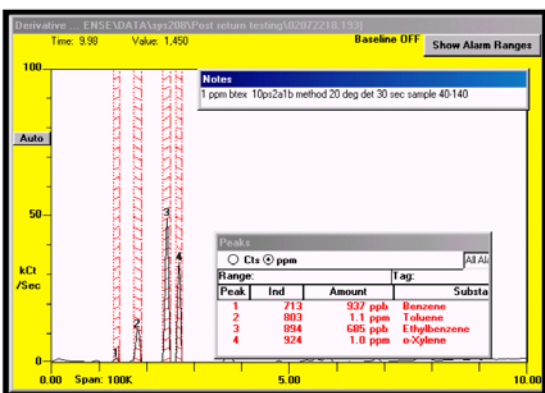 Derivative ... ENSE\DATA\sys208\Post return testing\02072218.193]
Time: 9.98 Value: 1,450 Baseline OFF Show Alarm Ranges
100
Notes
1 ppm btex 10ps2a1b method 20 deg det 30 sec sample 40-140
Auto
50
3
4
2
1
kCt
/Sec
Peaks
Cts ppm All Ala
Range: Tag:
Peak Ind Amount Substa
1 713 937 ppb Benzene
2 803 1.1 ppm Toluene
3 894 685 ppb Ethylbenzene
4 924 1.0 ppm o-Xylene
0
0.00 Span: 100K 5.00 10.00